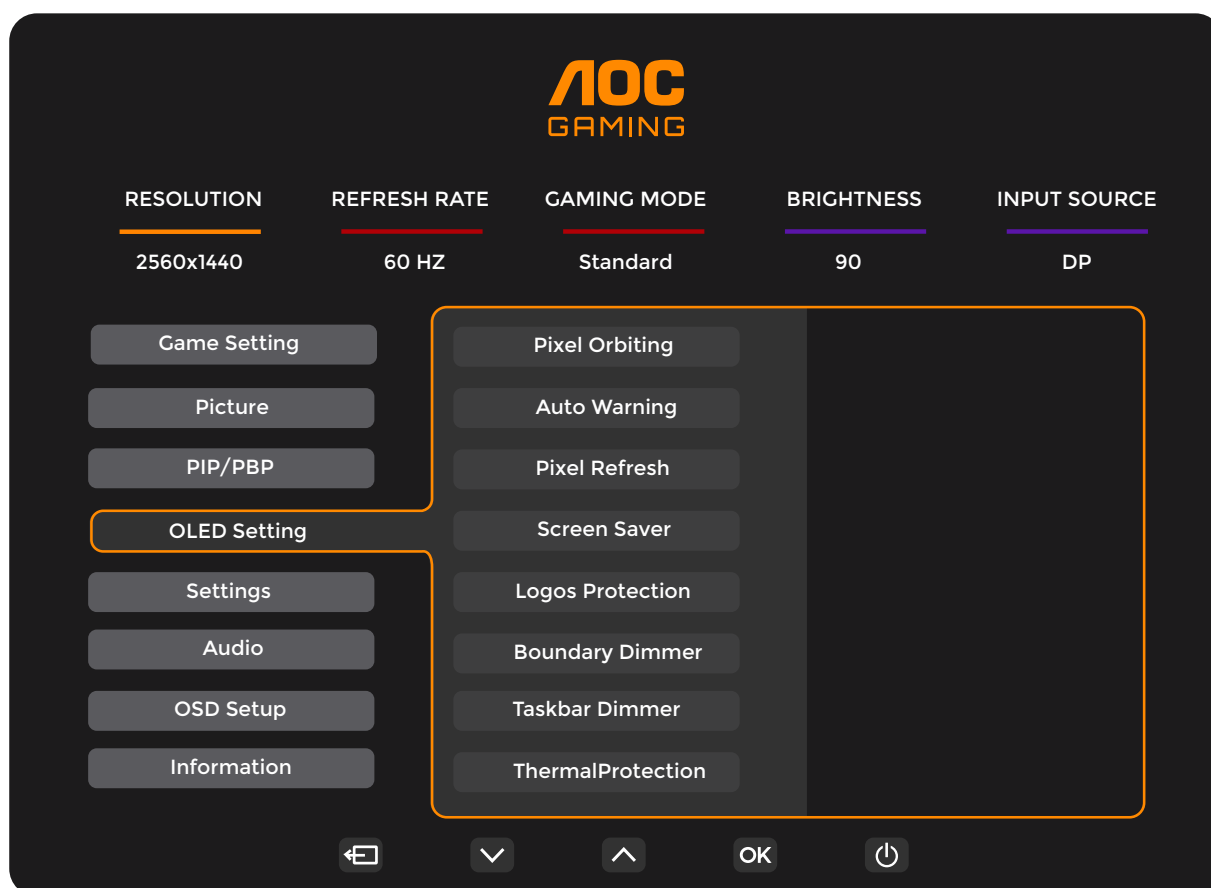 AOC
GAMING
RESOLUTION REFRESH RATE GAMING MODE BRIGHTNESS INPUT SOURCE
2560x1440 60 HZ Standard 90 DP
Game Setting Pixel Orbiting
Picture Auto Warning
PIP/PBP Pixel Refresh
OLED Setting Screen Saver
Settings Logos Protection
Audio Boundary Dimmer
OSD Setup Taskbar Dimmer
Information ThermalProtection
OK